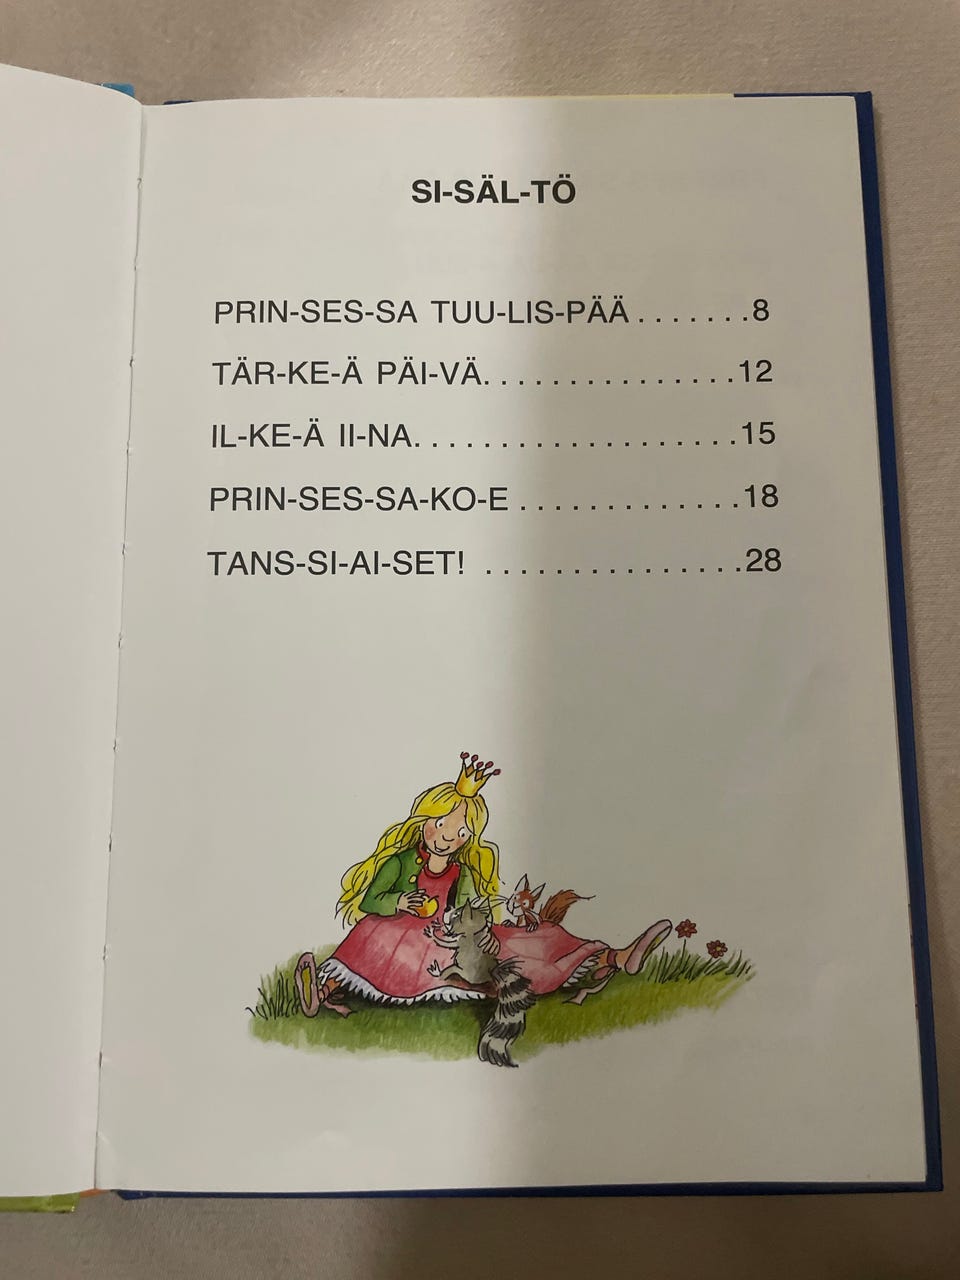 SI-SÄL-TÖ
PRIN-SES-SA TUU-LIS-PÄÄ . . . . . . .8
TÄR-KE-Ä PÄI-VÄ. . . . . . . . . . . . . . .12
IL-KE-Ä II-NA. . . . . . . . . . . . . . . . . . .15
PRIN-SES-SA-KO-E . . . . . . . . . . . . .18
TANS-SI-AI-SET! . . . . . . . . . . . . . . .28